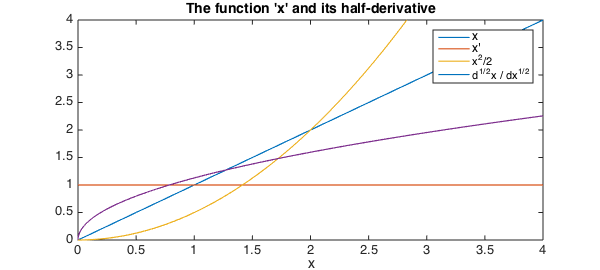 The function 'x' and its half-derivative
4
3.5
3
2.5
2
1.5
1
0.5
0
x
x'
x²/2
d^1/2x / dx^1/2
0 0.5 1 1.5 2 2.5 3 3.5 4
x